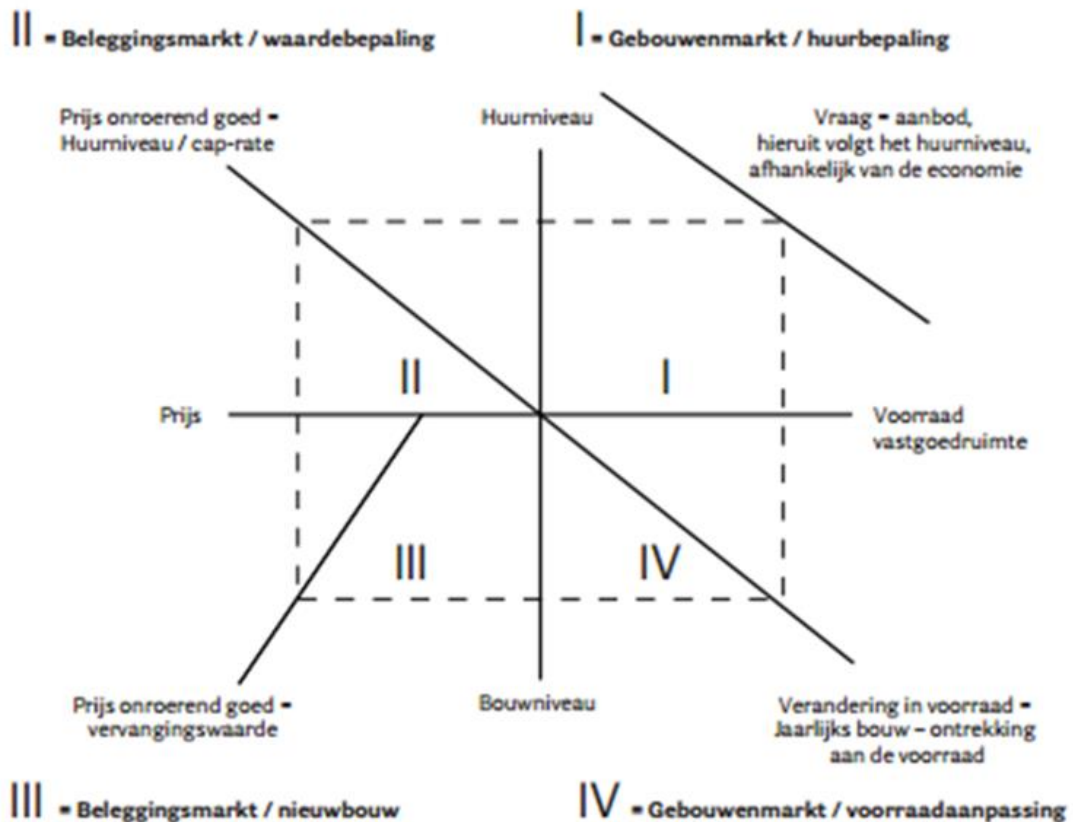 II = Beleggingsmarkt / waardebepaling
I = Gebouwenmarkt / huurbepaling
Prijs onroerend goed =
Huurniveau / cap-rate
Huurniveau
Vraag = aanbod,
hieruit volgt het huurniveau,
afhankelijk van de economie
II
I
Prijs
Voorraad
vastgoedruimte
III
IV
Prijs onroerend goed =
vervangingswaarde
Bouwniveau
Verandering in voorraad =
Jaarlijks bouw – ontrekking
aan de voorraad
III = Beleggingsmarkt / nieuwbouw
IV = Gebouwenmarkt / voorraadaanpassing